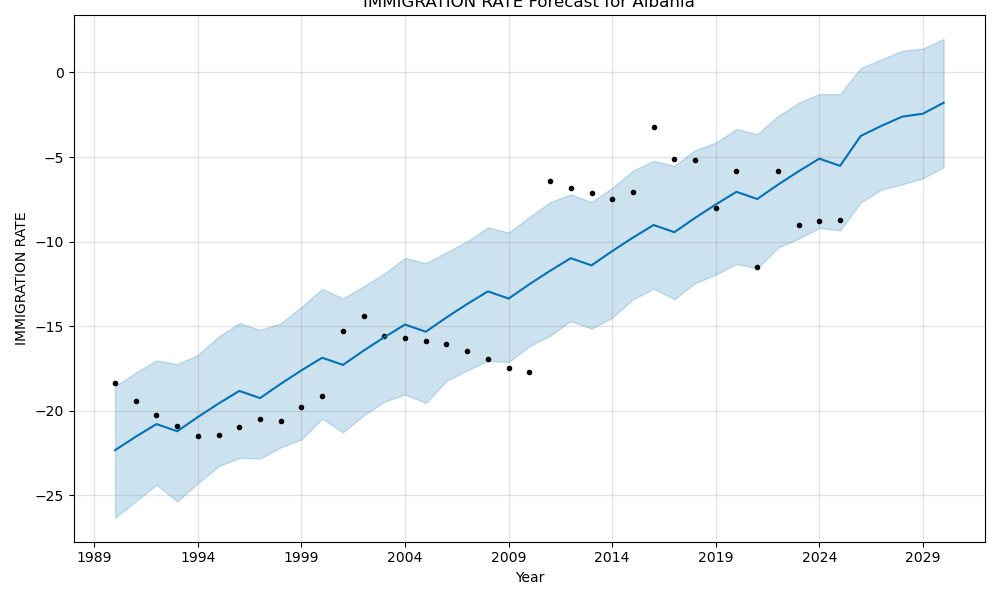 IMMIGRATION RATE Forecast for Albania
IMMIGRATION RATE
0
−5
−10
−15
−20
−25
1989 1994 1999 2004 2009 2014 2019 2024 2029
Year